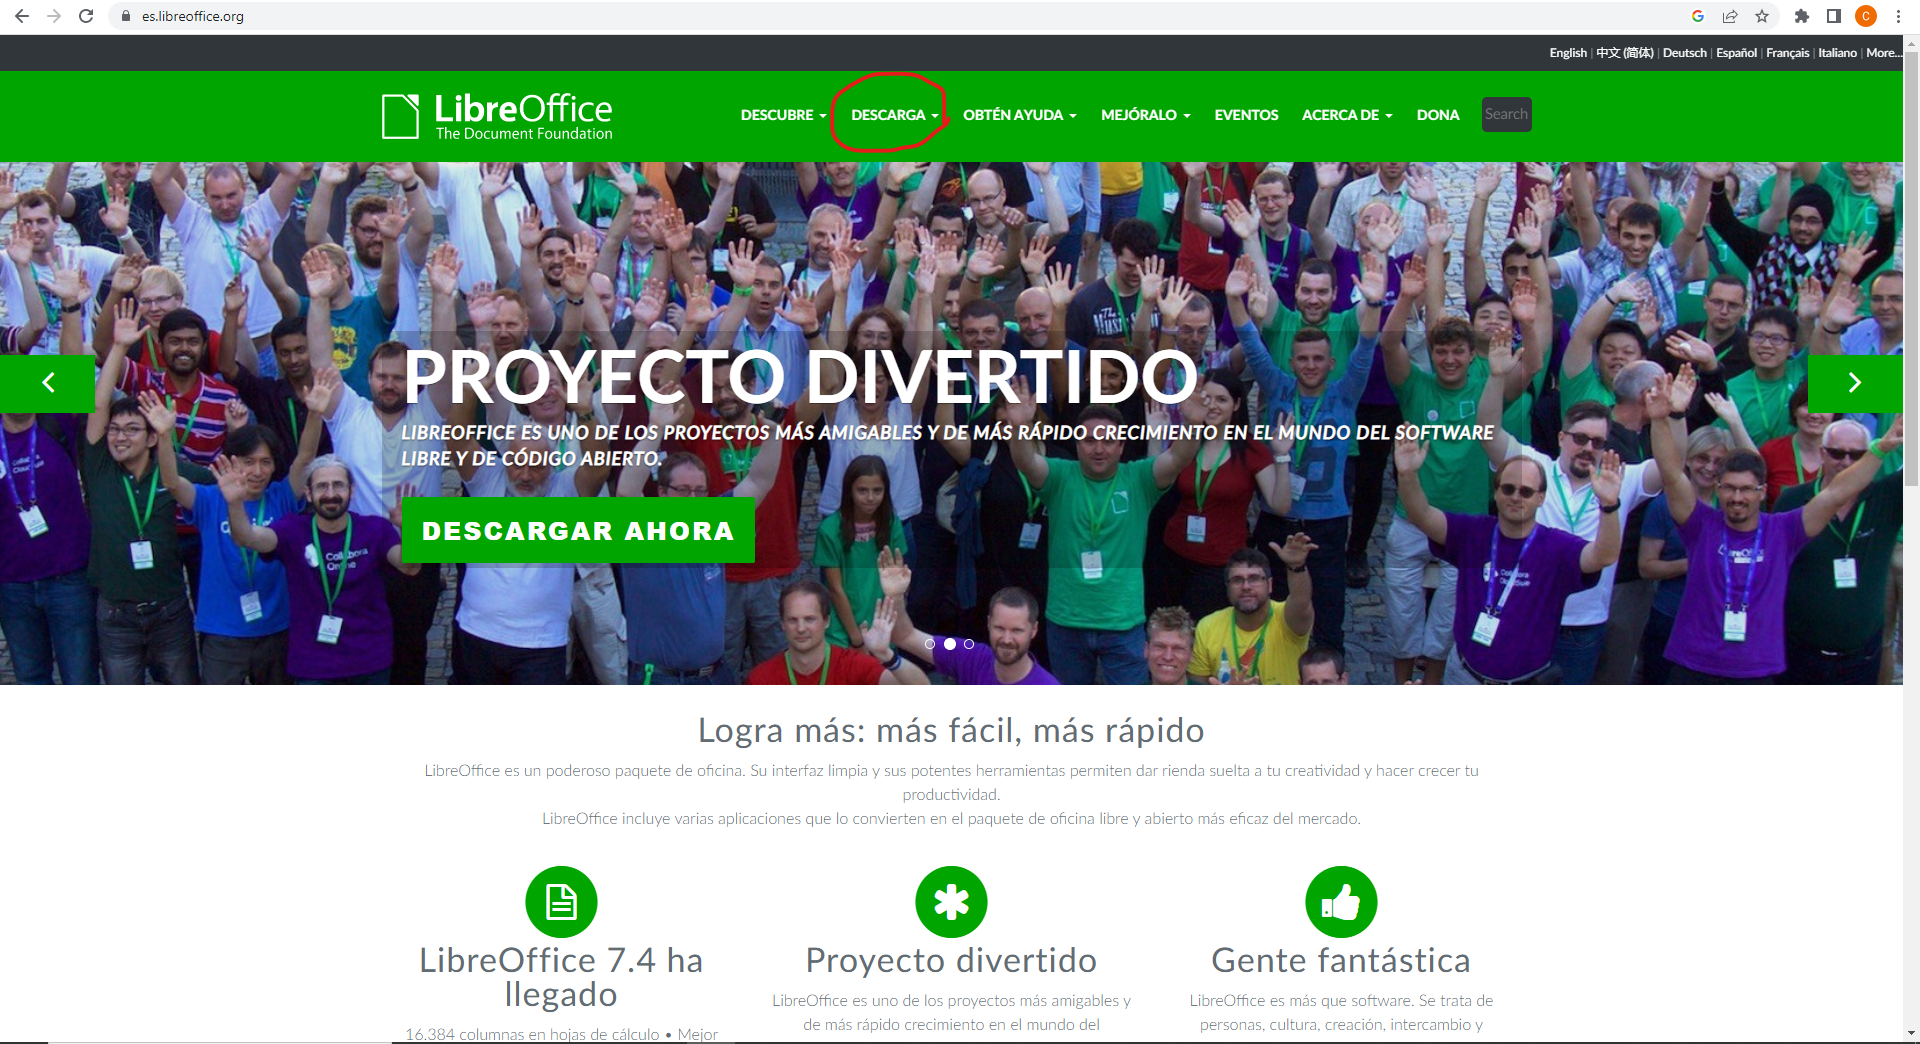 es.libreoffice.org
C
English | 中文 (简体) | Deutsch | Español | Français | Italiano | More...
LibreOffice
The Document Foundation
DESCUBRE DESCARGA OBTÉN AYUDA MEJÓRALO EVENTOS ACERCA DE DONA Search
PROYECTO DIVERTIDO
LIBREOFFICE ES UNO DE LOS PROYECTOS MÁS AMIGABLES Y DE MÁS RÁPIDO CRECIMIENTO EN EL MUNDO DEL SOFTWARE
LIBRE Y DE CÓDIGO ABIERTO.
DESCARGAR AHORA
Collabora
Online
Logra más: más fácil, más rápido
LibreOffice es un poderoso paquete de oficina. Su interfaz limpia y sus potentes herramientas permiten dar rienda suelta a tu creatividad y hacer crecer tu
productividad.
LibreOffice incluye varias aplicaciones que lo convierten en el paquete de oficina libre y abierto más eficaz del mercado.
LibreOffice 7.4 ha
llegado
16.384 columnas en hojas de cálculo • Mejor
Proyecto divertido
LibreOffice es uno de los proyectos más amigables y
de más rápido crecimiento en el mundo del
Gente fantástica
LibreOffice es más que software. Se trata de
personas, cultura, creación, intercambio y